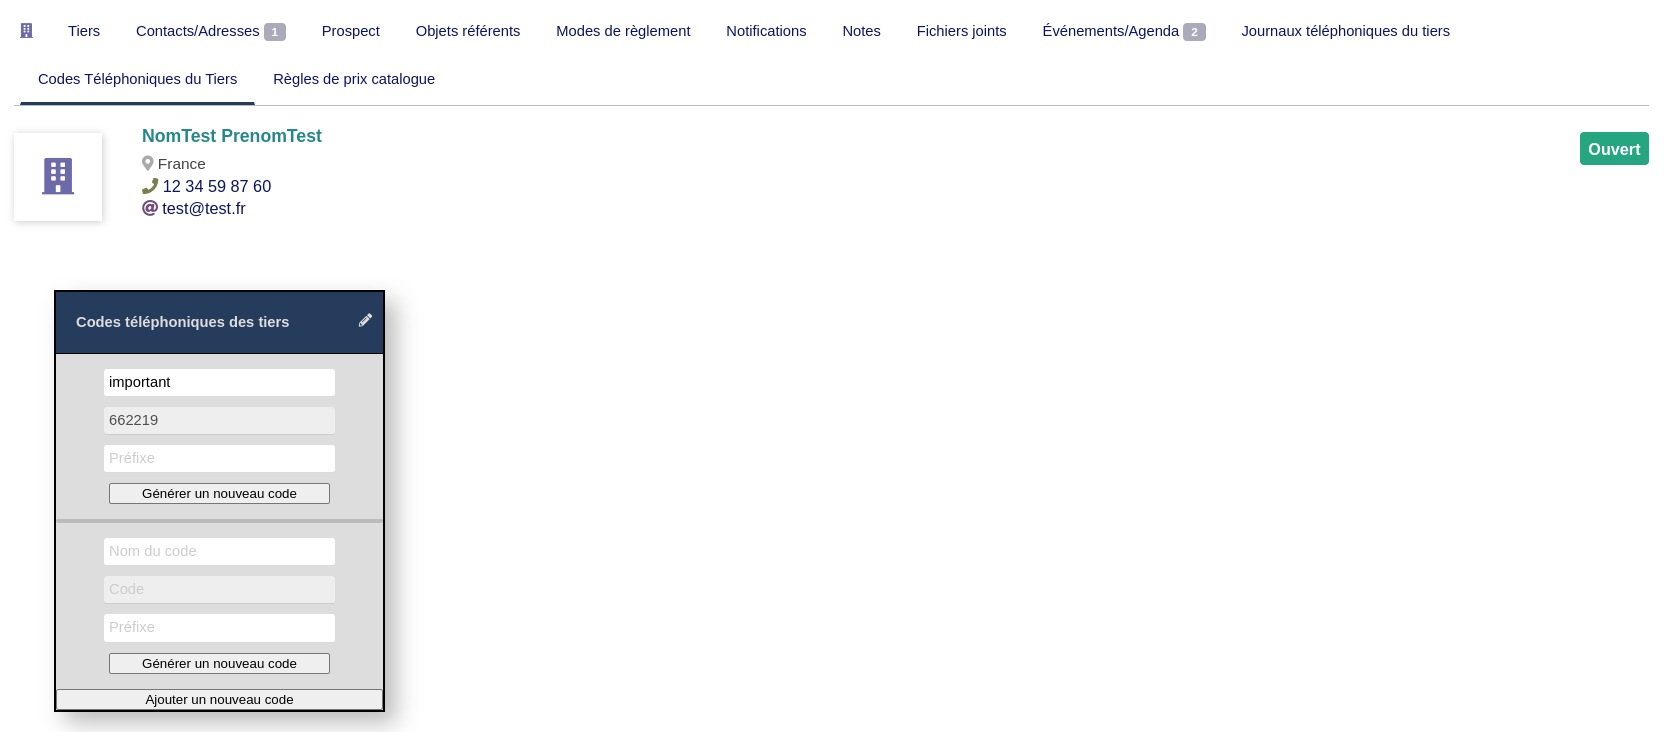 Tiers Contacts/Adresses 1 Prospect Objets référents Modes de règlement Notifications Notes Fichiers joints Événements/Agenda 2 Journaux téléphoniques du tiers
Codes Téléphoniques du Tiers Règles de prix catalogue
NomTest PrenomTest
Ouvert
France
12 34 59 87 60
test@test.fr
Codes téléphoniques des tiers
important
662219
Préfixe
Générer un nouveau code
Nom du code
Code
Préfixe
Générer un nouveau code
Ajouter un nouveau code